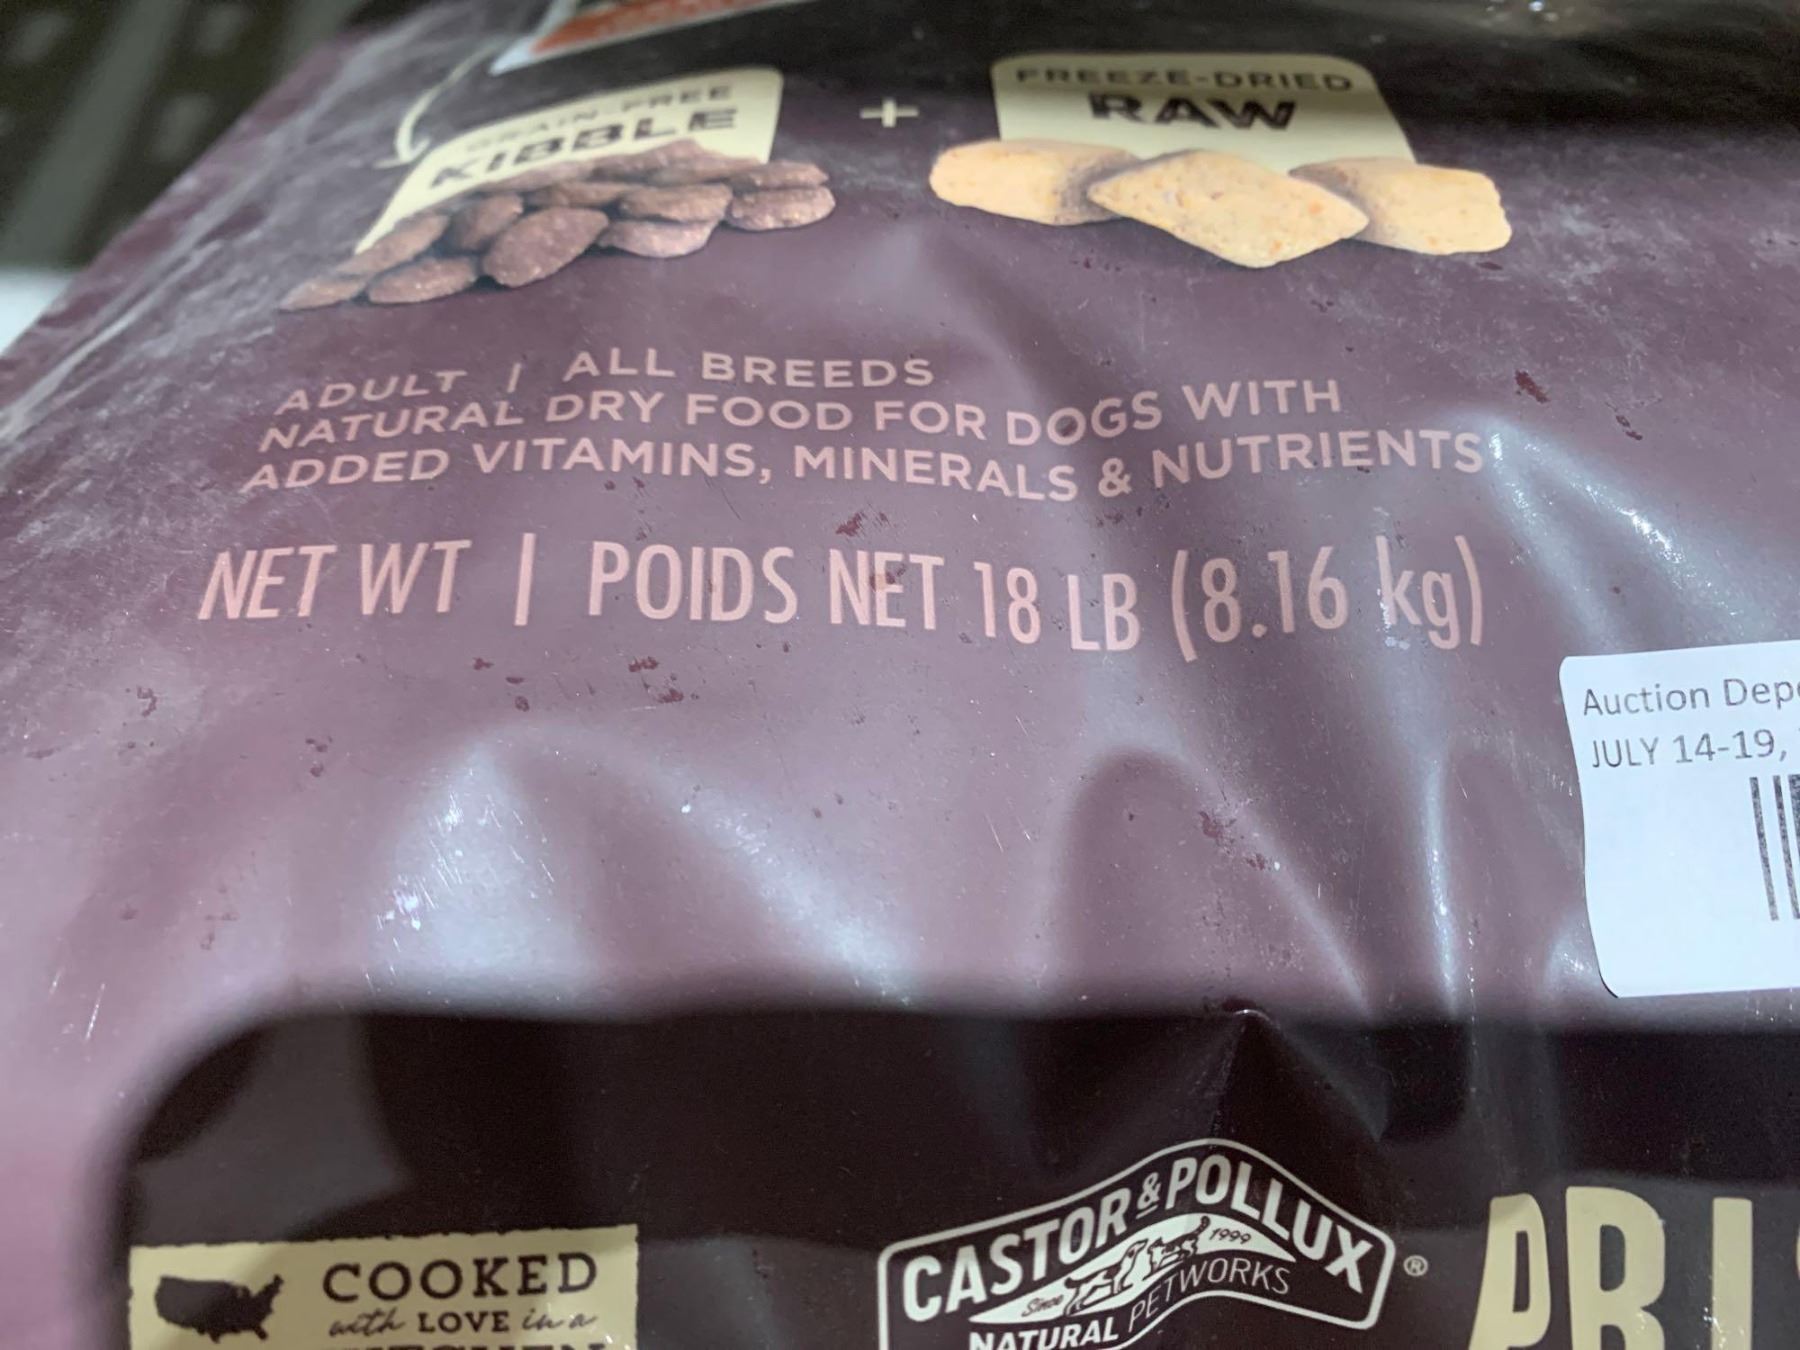 GRAIN-FREE
KIBBLE
+
FREEZE-DRIED
RAW
ADULT | ALL BREEDS
NATURAL DRY FOOD FOR DOGS WITH
ADDED VITAMINS, MINERALS & NUTRIENTS
NET WT | POIDS NET 18 LB (8.16 kg)
Auction
JULY 14-19,
COOKED
with LOVE in a
CASTOR & POLLUX
Since 1999
NATURAL PETWORKS
®